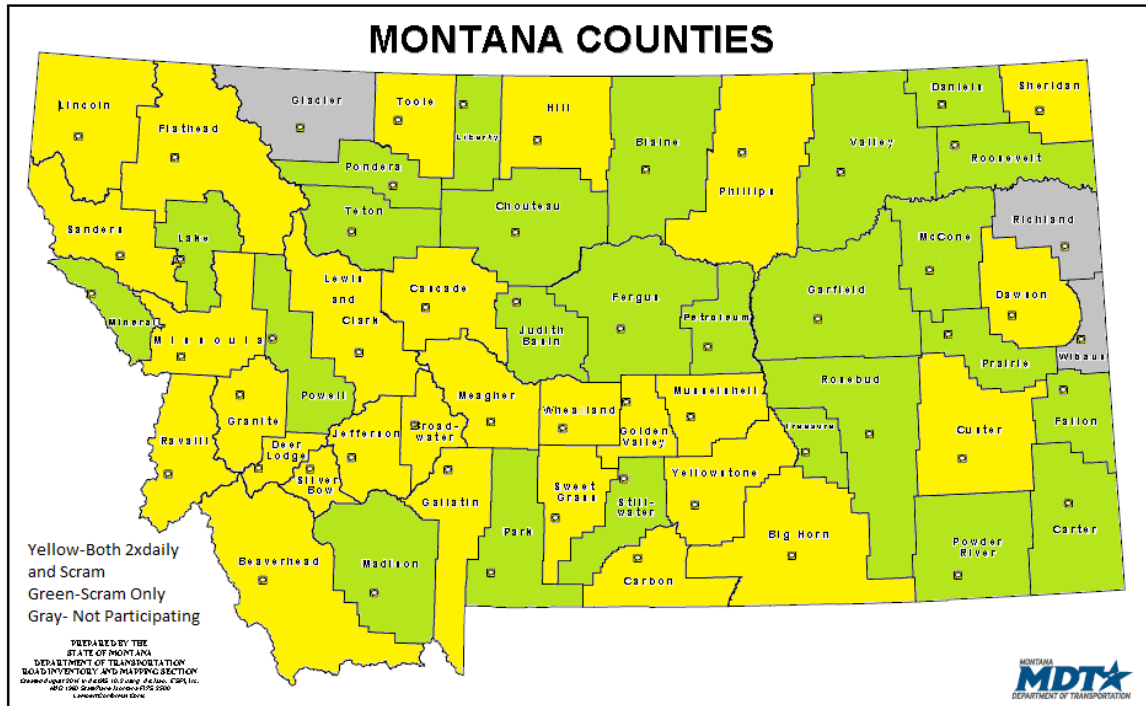 MONTANA COUNTIES
Lincoln
Flathead
Glacier
Toole
Liberty
Hill
Blaine
Phillips
Valley
Daniels
Sheridan
Roosevelt
Pondera
Teton
Chouteau
Richland
McCone
Sanders
Lake
Lewis
and
Clark
Cascade
Judith
Basin
Fergus
Petroleum
Garfield
Dawson
Wibaux
Prairie
Mineral
Missoula
Powell
Granite
Ravalli
Deer
Lodge
Silver
Bow
Jefferson
Broad-
water
Meagher
Wheatland
Golden
Valley
Musselshell
Rosebud
Treasure
Custer
Fallon
Gallatin
Park
Sweet
Grass
Still-
water
Yellowstone
Big Horn
Carbon
Powder
River
Carter
Beaverhead
Madison
Yellow-Both 2xdaily
and Scram
Green-Scram Only
Gray- Not Participating
PREPARED BY THE
STATE OF MONTANA
DEPARTMENT OF TRANSPORTATION
ROAD INVENTORY AND MAPPING SECTION
MONTANA
MDT
DEPARTMENT OF TRANSPORTATION